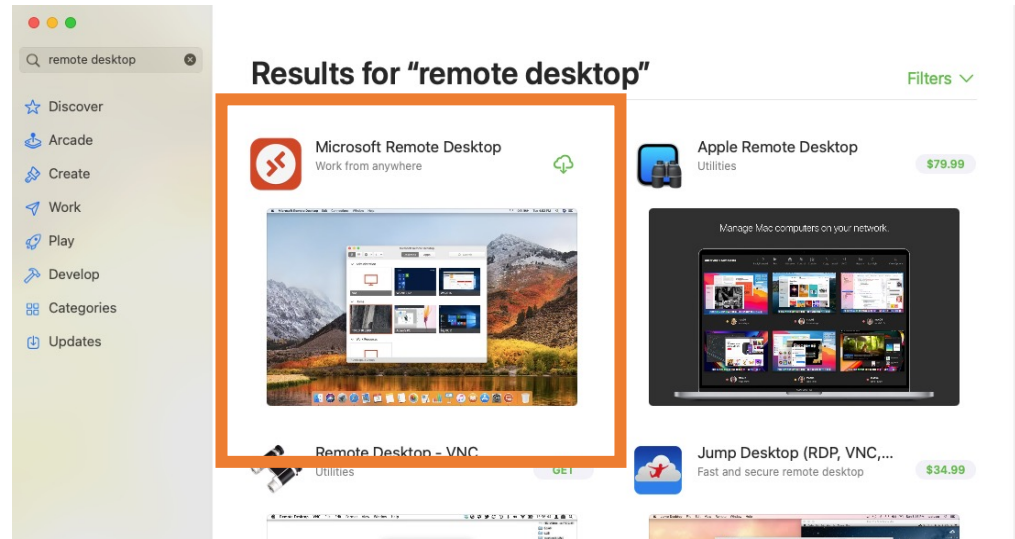 remote desktop
Results for “remote desktop”
Filters
Discover
Arcade
Create
Work
Play
Develop
Categories
Updates
Microsoft Remote Desktop
Work from anywhere
Apple Remote Desktop
Utilities
$79.99
Manage Mac computers on your network.
Remote Desktop - VNC
Utilities
GET
Jump Desktop (RDP, VNC,...
Fast and secure remote desktop
$34.99